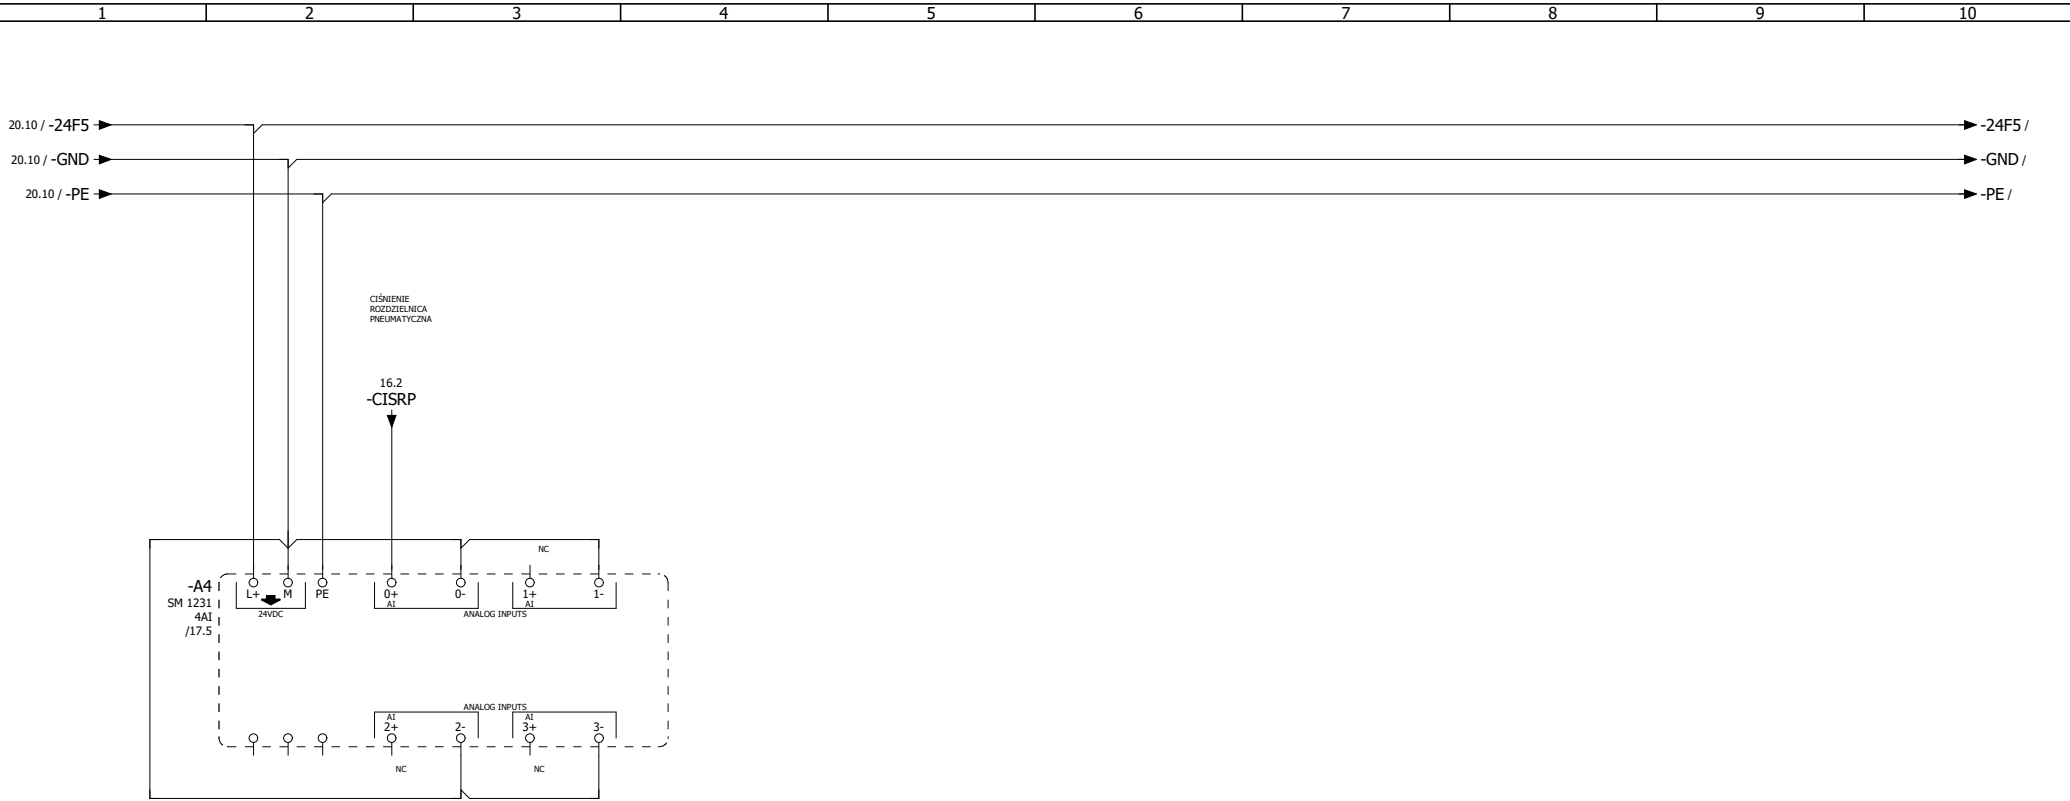 1 2 3 4 5 6 7 8 9 10
20.10 / -24F5 -24F5 /
20.10 / -GND -GND /
20.10 / -PE -PE /
CIŚNIENIE
ROZDZIELNICA
PNEUMATYCZNA
16.2
-CISRP
NC
-A4
SM 1231
4AI
/17.5
L+ M PE 0+ 0- 1+ 1-
AI AI
24VDC ANALOG INPUTS
ANALOG INPUTS
AI AI
2+ 2- 3+ 3-
NC NC